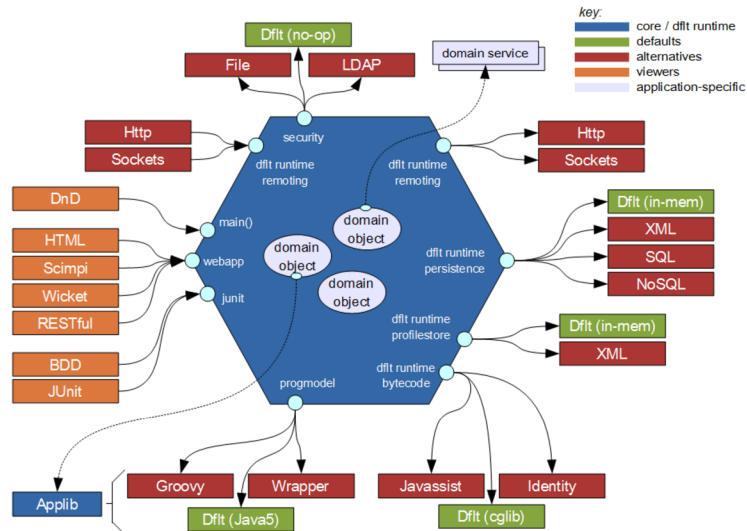 key:
core / dflt runtime
defaults
alternatives
viewers
application-specific
Dflt (no-op)
File
LDAP
domain service
security
Http
Sockets
dflt runtime
remoting
dflt runtime
remoting
Http
Sockets
DnD
main()
HTML
Scimpi
Wicket
RESTful
webapp
BDD
JUnit
junit
domain
object
domain
object
domain
object
dflt runtime
persistence
Dflt (in-mem)
XML
SQL
NoSQL
dflt runtime
profilestore
Dflt (in-mem)
XML
dflt runtime
bytecode
progmodel
Applib
Groovy
Wrapper
Dflt (Java5)
Javassist
Identity
Dflt (cglib)